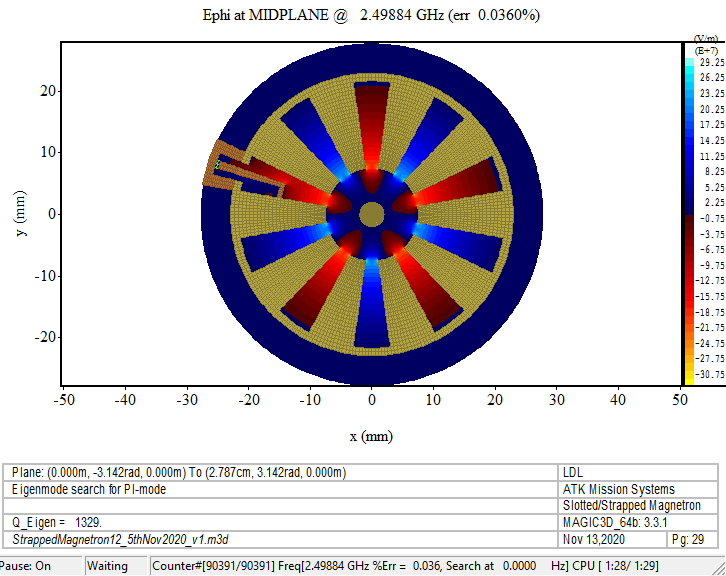 Ephi at MIDPLANE @ 2.49884 GHz (err 0.0360%)
(V/m)
(E+7)
29.25
26.25
23.25
20.25
17.25
14.25
11.25
8.25
5.25
2.25
-0.75
-3.75
-6.75
-9.75
-12.75
-15.75
-18.75
-21.75
-24.75
-27.75
-30.75
20
10
0
-10
-20
y (mm)
-50 -40 -30 -20 -10 0 10 20 30 40 50
x (mm)
Plane: (0.000m, -3.142rad, 0.000m) To (2.787cm, 3.142rad, 0.000m) LDL
Eigenmode search for PI-mode ATK Mission Systems
Slotted/Strapped Magnetron
Q_Eigen = 1329. MAGIC3D_64b: 3.3.1
StrappedMagnetron12_5thNov2020_v1.m3d Nov 13,2020 Pg: 29
Pause: On Waiting Counter#[90391/90391] Freq[2.49884 GHz %Err = 0.036, Search at 0.0000 Hz] CPU [ 1:28/ 1:29]